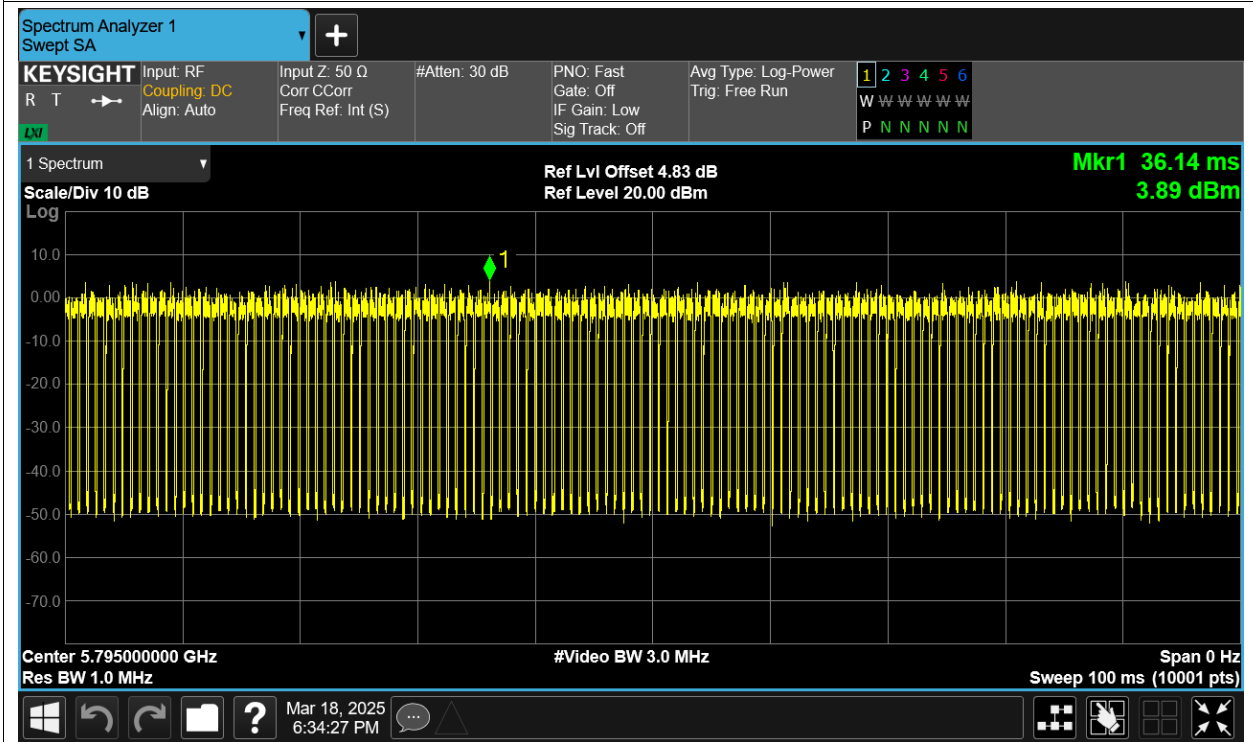 Spectrum Analyzer 1
Swept SA
KEYSIGHT
R T
LXI
Input: RF
Coupling: DC
Align: Auto
Input Z: 50 Ω
Corr CCorr
Freq Ref: Int (S)
#Atten: 30 dB
PNO: Fast
Gate: Off
IF Gain: Low
Sig Track: Off
Avg Type: Log-Power
Trig: Free Run
1 2 3 4 5 6
W W W W W W
P N N N N N
1 Spectrum
Scale/Div 10 dB
Ref Lvl Offset 4.83 dB
Ref Level 20.00 dBm
Mkr1 36.14 ms
3.89 dBm
Log
10.0
1
0.00
-10.0
-20.0
-30.0
-40.0
-50.0
-60.0
-70.0
Center 5.795000000 GHz
#Video BW 3.0 MHz
Span 0 Hz
Res BW 1.0 MHz
Sweep 100 ms (10001 pts)
?
Mar 18, 2025
6:34:27 PM